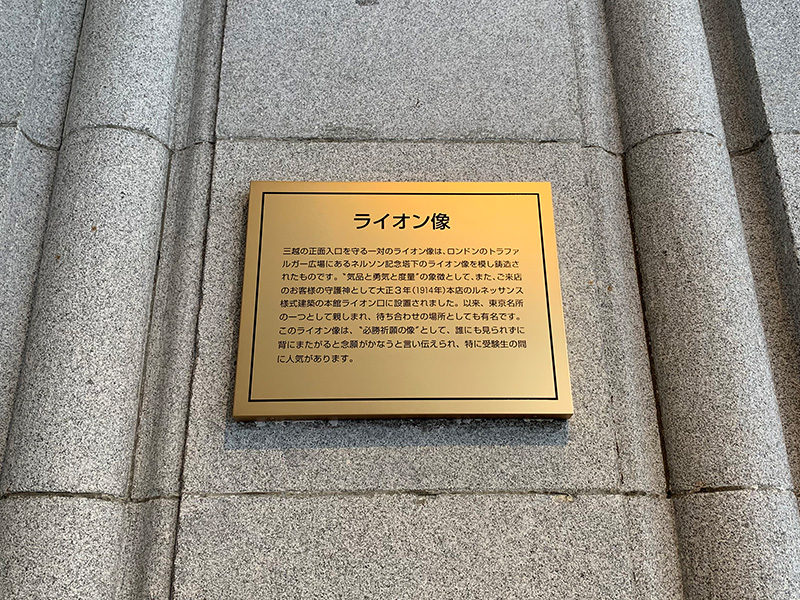 ライオン像
三越の正面入口を守る一対のライオン像は、ロンドンのトラファ
ルガー広場にあるネルソン記念塔下のライオン像を模し鋳造さ
れたものです。“気品と勇気と度量”の象徴として、また、ご来店
のお客様の守護神として大正3年(1914年)本店のルネッサンス
様式建築の本館ライオン口に設置されました。以来、東京名所
の一つとして親しまれ、待ち合わせの場所としても有名です。
このライオン像は、“必勝祈願の像”として、誰にも見られずに
背にまたがると念願がかなうと言い伝えられ、特に受験生の間
に人気があります。